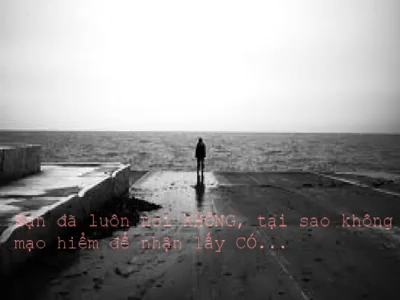 Bạn đã luôn nói KHÔNG, tại sao không
mạo hiểm để nhận lấy CÓ...